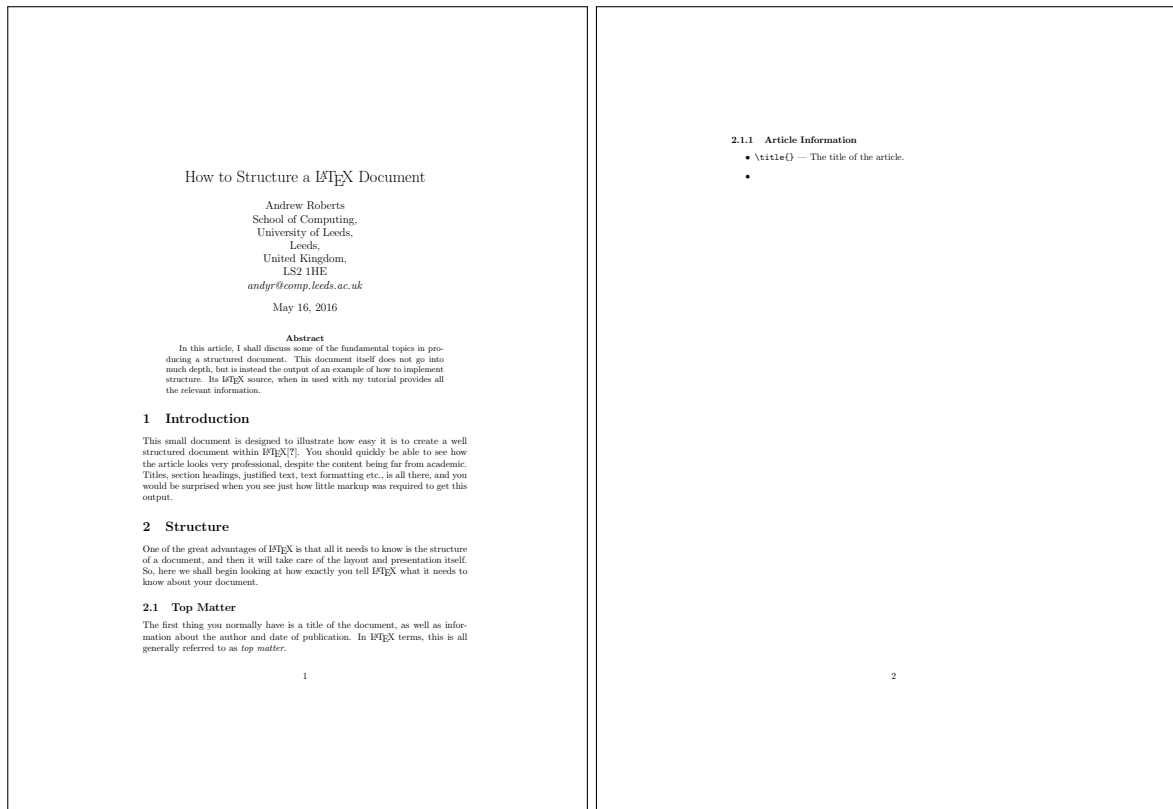 How to Structure a LATEX Document
Andrew Roberts
School of Computing,
University of Leeds,
Leeds,
United Kingdom,
LS2 1HE
andyr@comp.leeds.ac.uk
May 16, 2016
Abstract
In this article, I shall discuss some of the fundamental topics in pro-
ducing a structured document. This document itself does not go into
much depth, but is instead the output of an example of how to implement
structure. Its LATEX source, when in used with my tutorial provides all
the relevant information.
1 Introduction
This small document is designed to illustrate how easy it is to create a well
structured document within LATEX[?]. You should quickly be able to see how
the article looks very professional, despite the content being far from academic.
Titles, section headings, justified text, text formatting etc., is all there, and you
would be surprised when you see just how little markup was required to get this
output.
2 Structure
One of the great advantages of LATEX is that all it needs to know is the structure
of a document, and then it will take care of the layout and presentation itself.
So, here we shall begin looking at how exactly you tell LATEX what it needs to
know about your document.
2.1 Top Matter
The first thing you normally have is a title of the document, as well as infor-
mation about the author and date of publication. In LATEX terms, this is all
generally referred to as top matter.
1
2.1.1 Article Information
• \title{} — The title of the article.
•
2